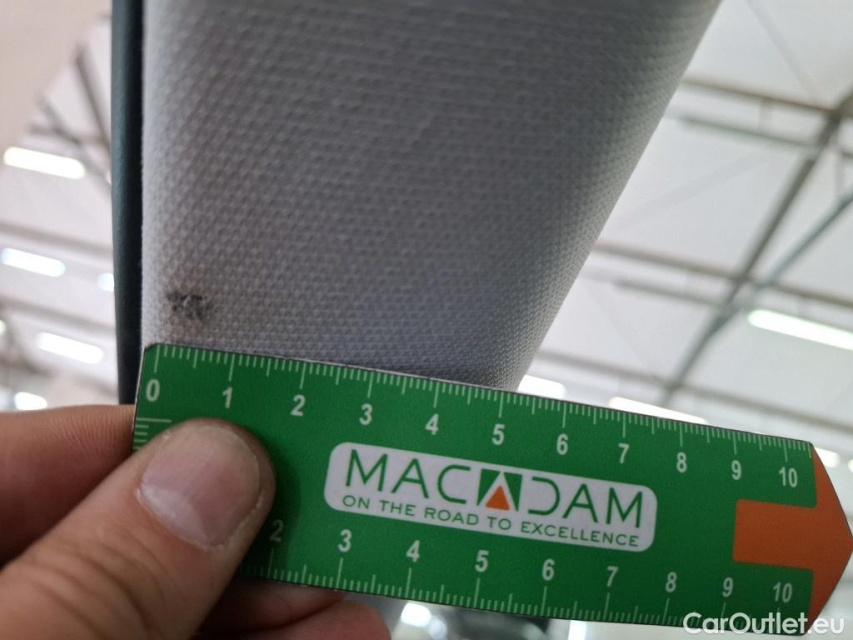 0 1 2 3 4 5 6 7 8 9 10
MACADAM
ON THE ROAD TO EXCELLENCE
2 3 4 5 6 7 8 9 10
CarOutlet.eu